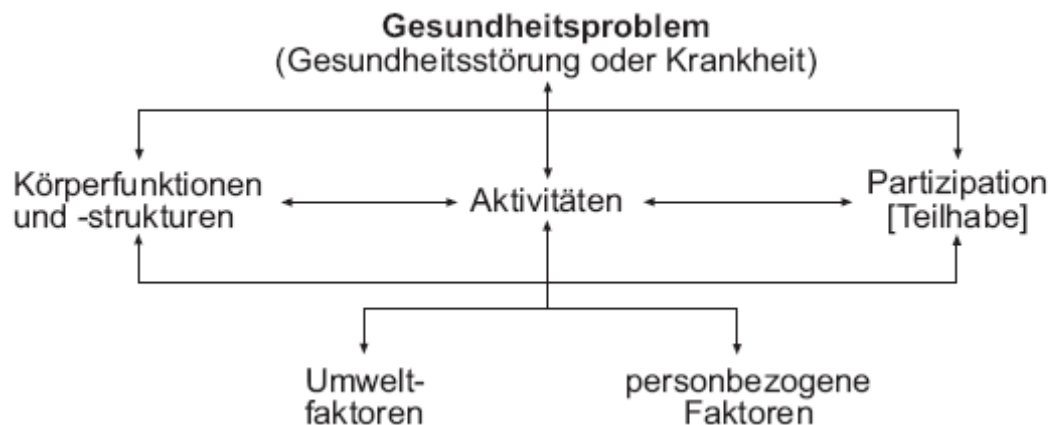 Gesundheitsproblem
(Gesundheitsstörung oder Krankheit)
Körperfunktionen
und -strukturen
Aktivitäten
Partizipation
[Teilhabe]
Umwelt-
faktoren
personbezogene
Faktoren